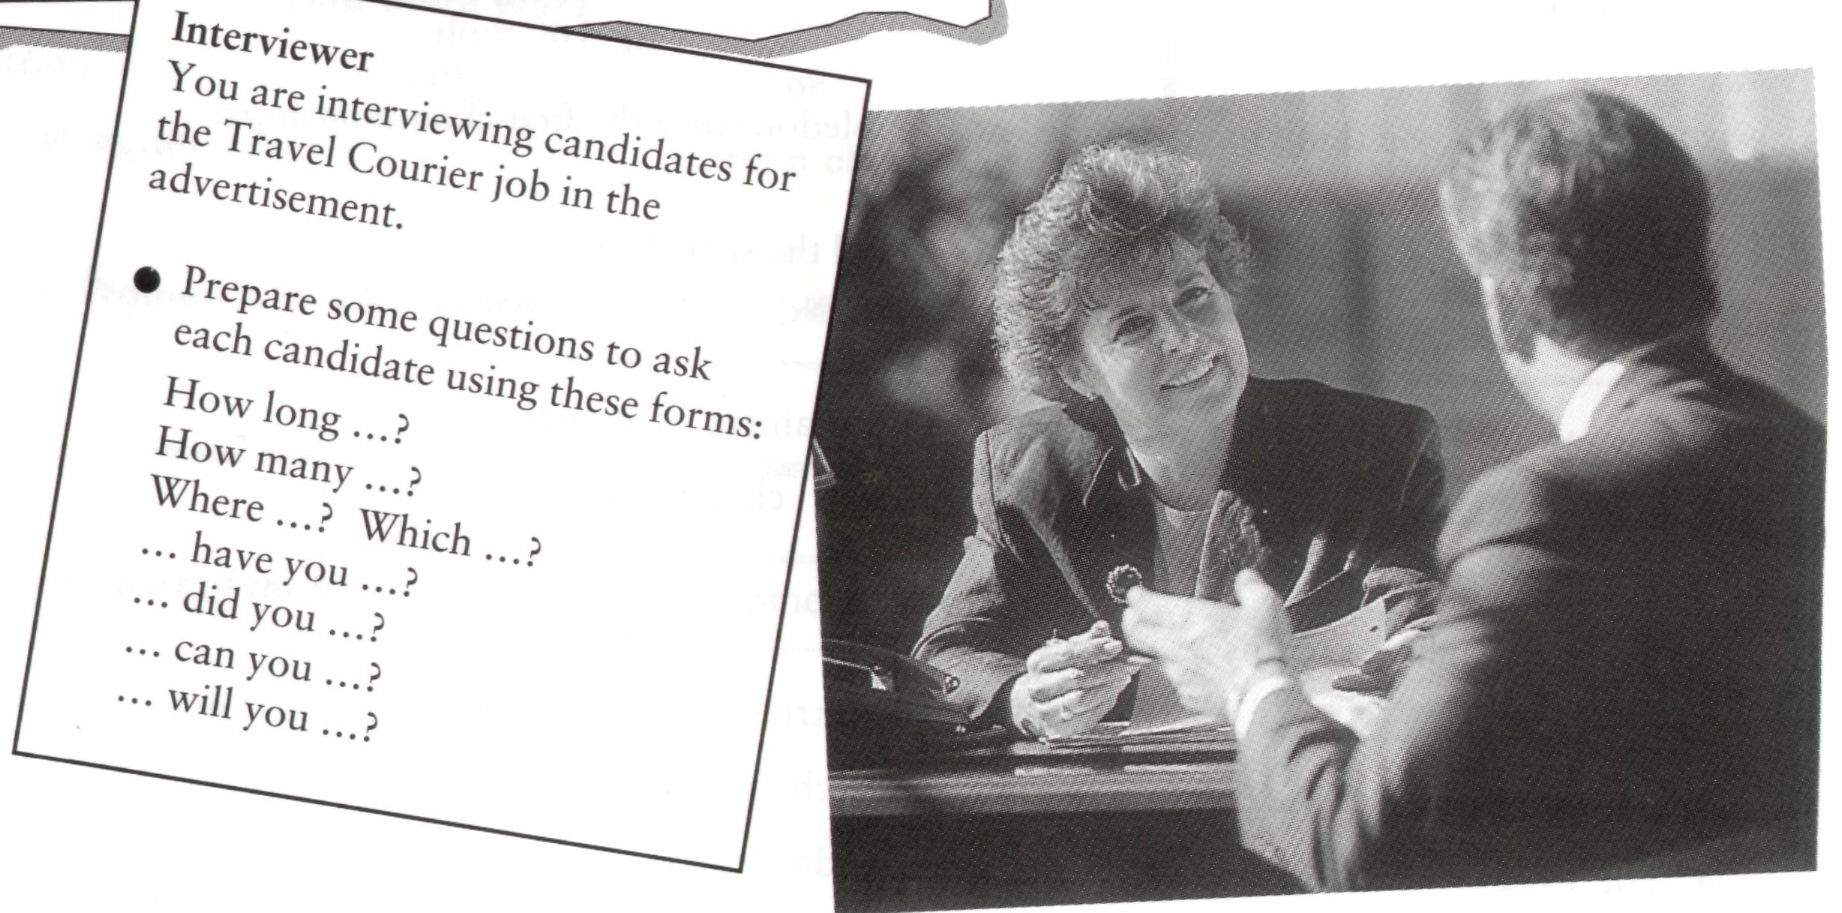 Interviewer
You are interviewing candidates for
the Travel Courier job in the
advertisement.
● Prepare some questions to ask
each candidate using these forms:
How long ...?
How many ...?
Where ...? Which ...?
... have you ...?
... did you ...?
... can you ...?
... will you ...?